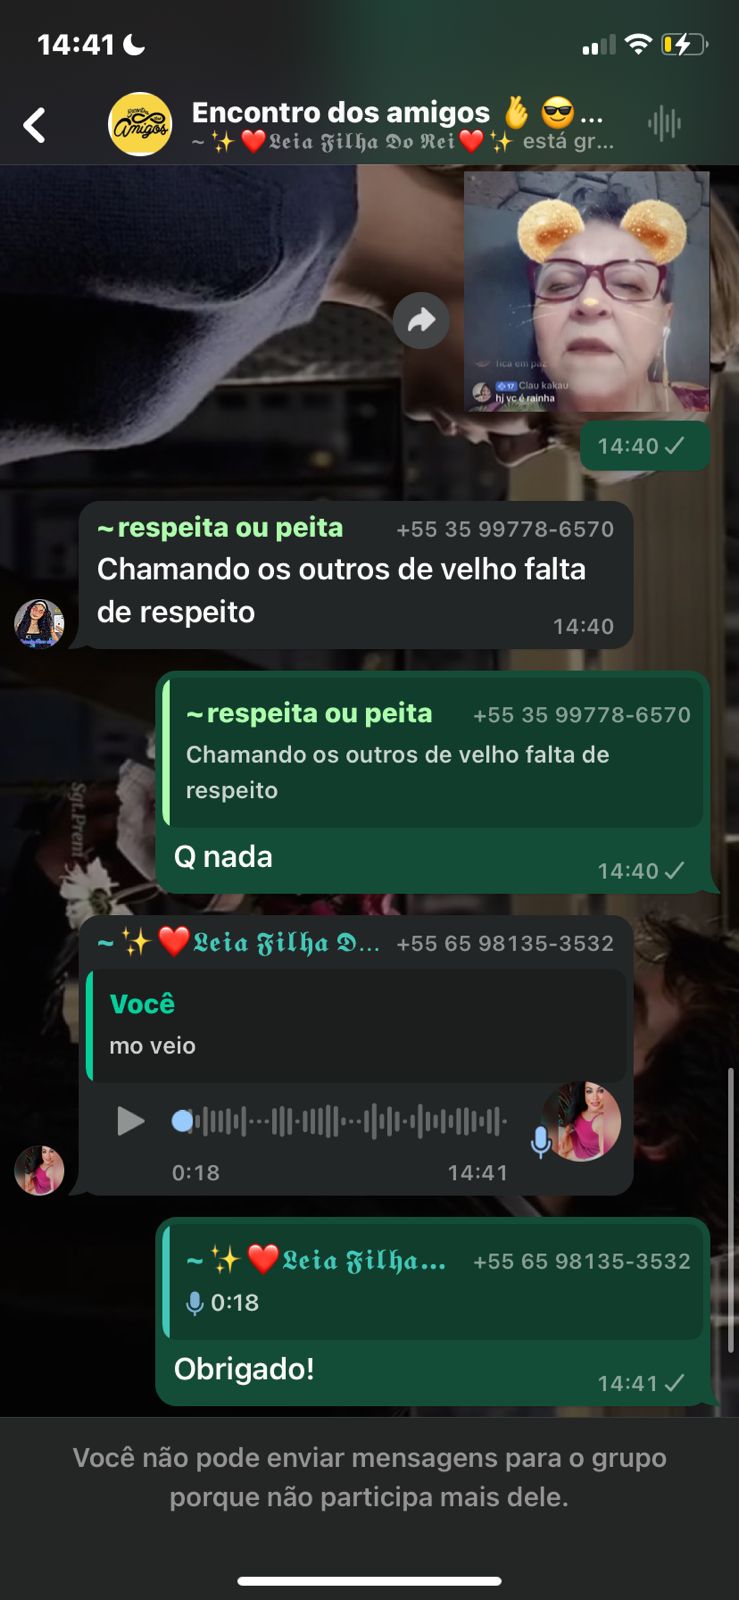 14:41
Encontro dos amigos 🫰 😎...
~ ✨❤️𝕷𝖊𝖎𝖆 𝕱𝖎𝖑𝖍𝖆 𝕯𝖔 𝕽𝖊𝖎❤️✨ está gr...
Amigos
fica em paz
17 Clau kakau
hj vc é rainha
14:40
~respeita ou peita +55 35 99778-6570
Chamando os outros de velho falta
de respeito
14:40
~respeita ou peita +55 35 99778-6570
Chamando os outros de velho falta de
respeito
Q nada
14:40
Sgt.Prent
~ ✨❤️𝕷𝖊𝖎𝖆 𝕱𝖎𝖑𝖍𝖆 𝕯... +55 65 98135-3532
Você
mo veio
0:18 14:41
~ ✨❤️𝕷𝖊𝖎𝖆 𝕱𝖎𝖑𝖍𝖆... +55 65 98135-3532
0:18
Obrigado!
14:41
Você não pode enviar mensagens para o grupo
porque não participa mais dele.